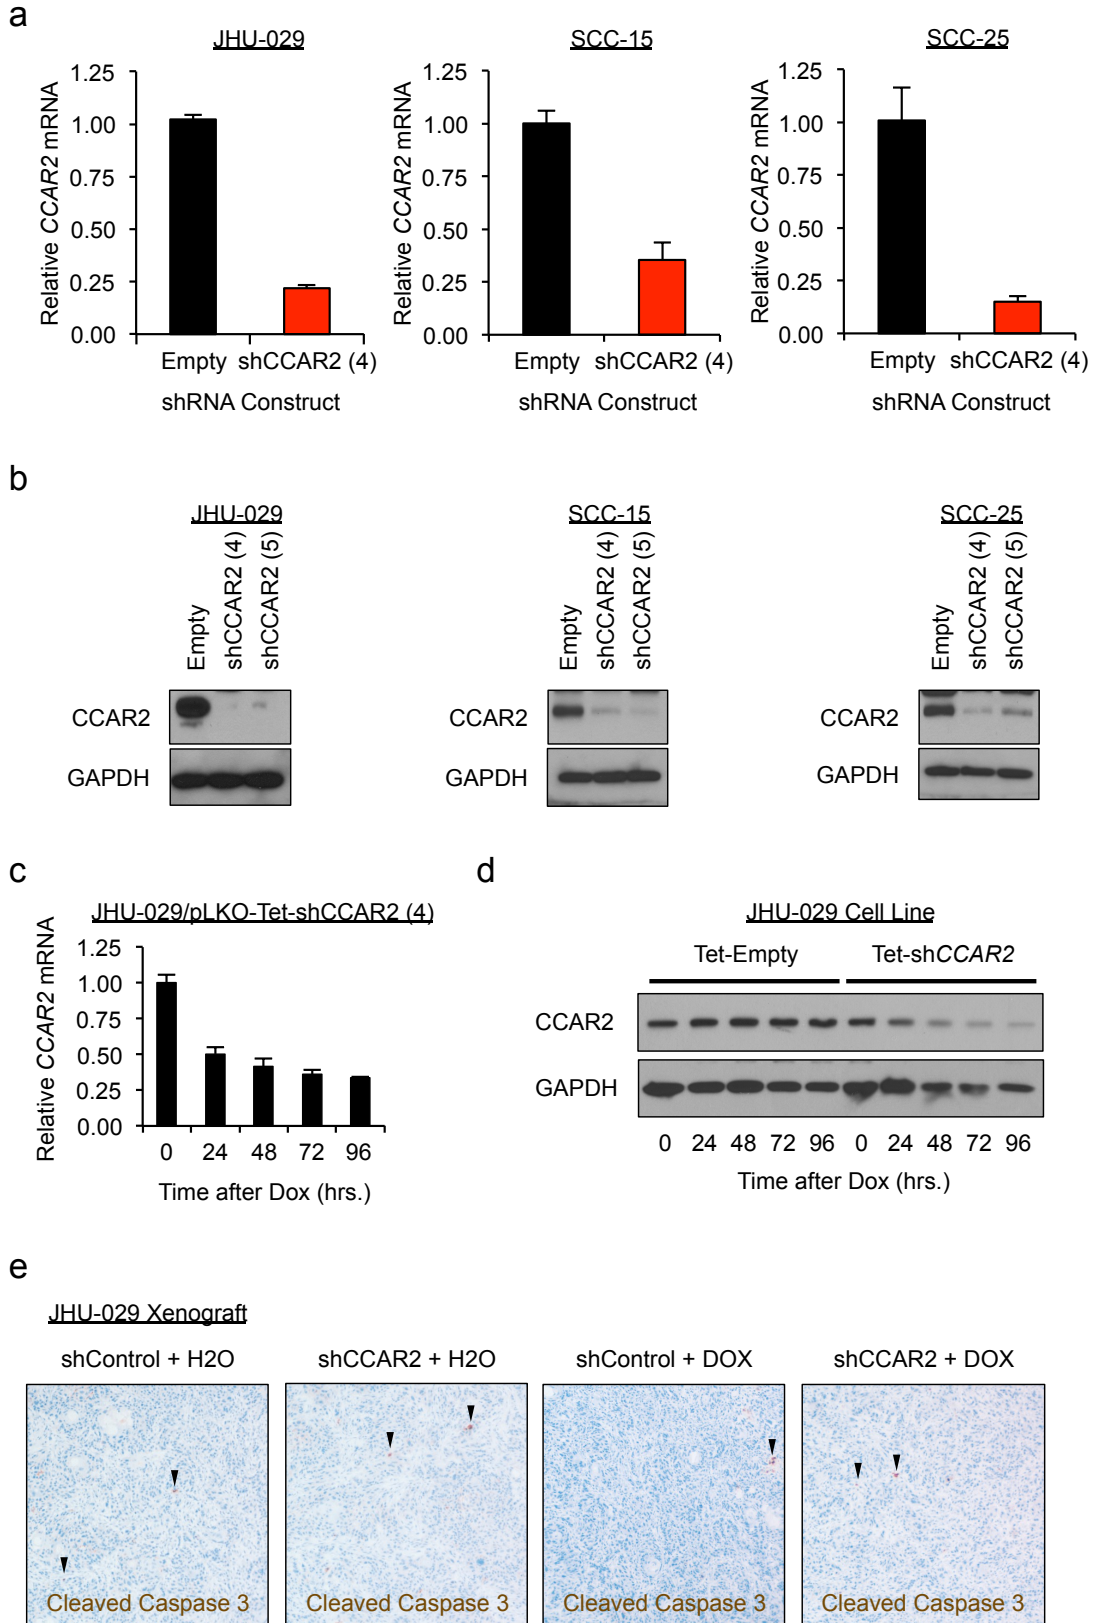 a
JHU-029
SCC-15
SCC-25
Relative CCAR2 mRNA
1.25
1.00
0.75
0.50
0.25
0.00
Empty shCCAR2 (4)
shRNA Construct
Relative CCAR2 mRNA
1.25
1.00
0.75
0.50
0.25
0.00
Empty shCCAR2 (4)
shRNA Construct
Relative CCAR2 mRNA
1.25
1.00
0.75
0.50
0.25
0.00
Empty shCCAR2 (4)
shRNA Construct
b
JHU-029
Empty
shCCAR2 (4)
shCCAR2 (5)
CCAR2
GAPDH
SCC-15
Empty
shCCAR2 (4)
shCCAR2 (5)
CCAR2
GAPDH
SCC-25
Empty
shCCAR2 (4)
shCCAR2 (5)
CCAR2
GAPDH
c
JHU-029/pLKO-Tet-shCCAR2 (4)
Relative CCAR2 mRNA
1.25
1.00
0.75
0.50
0.25
0.00
0 24 48 72 96
Time after Dox (hrs.)
d
JHU-029 Cell Line
Tet-Empty Tet-shCCAR2
CCAR2
GAPDH
0 24 48 72 96 0 24 48 72 96
Time after Dox (hrs.)
e
JHU-029 Xenograft
shControl + H2O
shCCAR2 + H2O
shControl + DOX
shCCAR2 + DOX
Cleaved Caspase 3
Cleaved Caspase 3
Cleaved Caspase 3
Cleaved Caspase 3